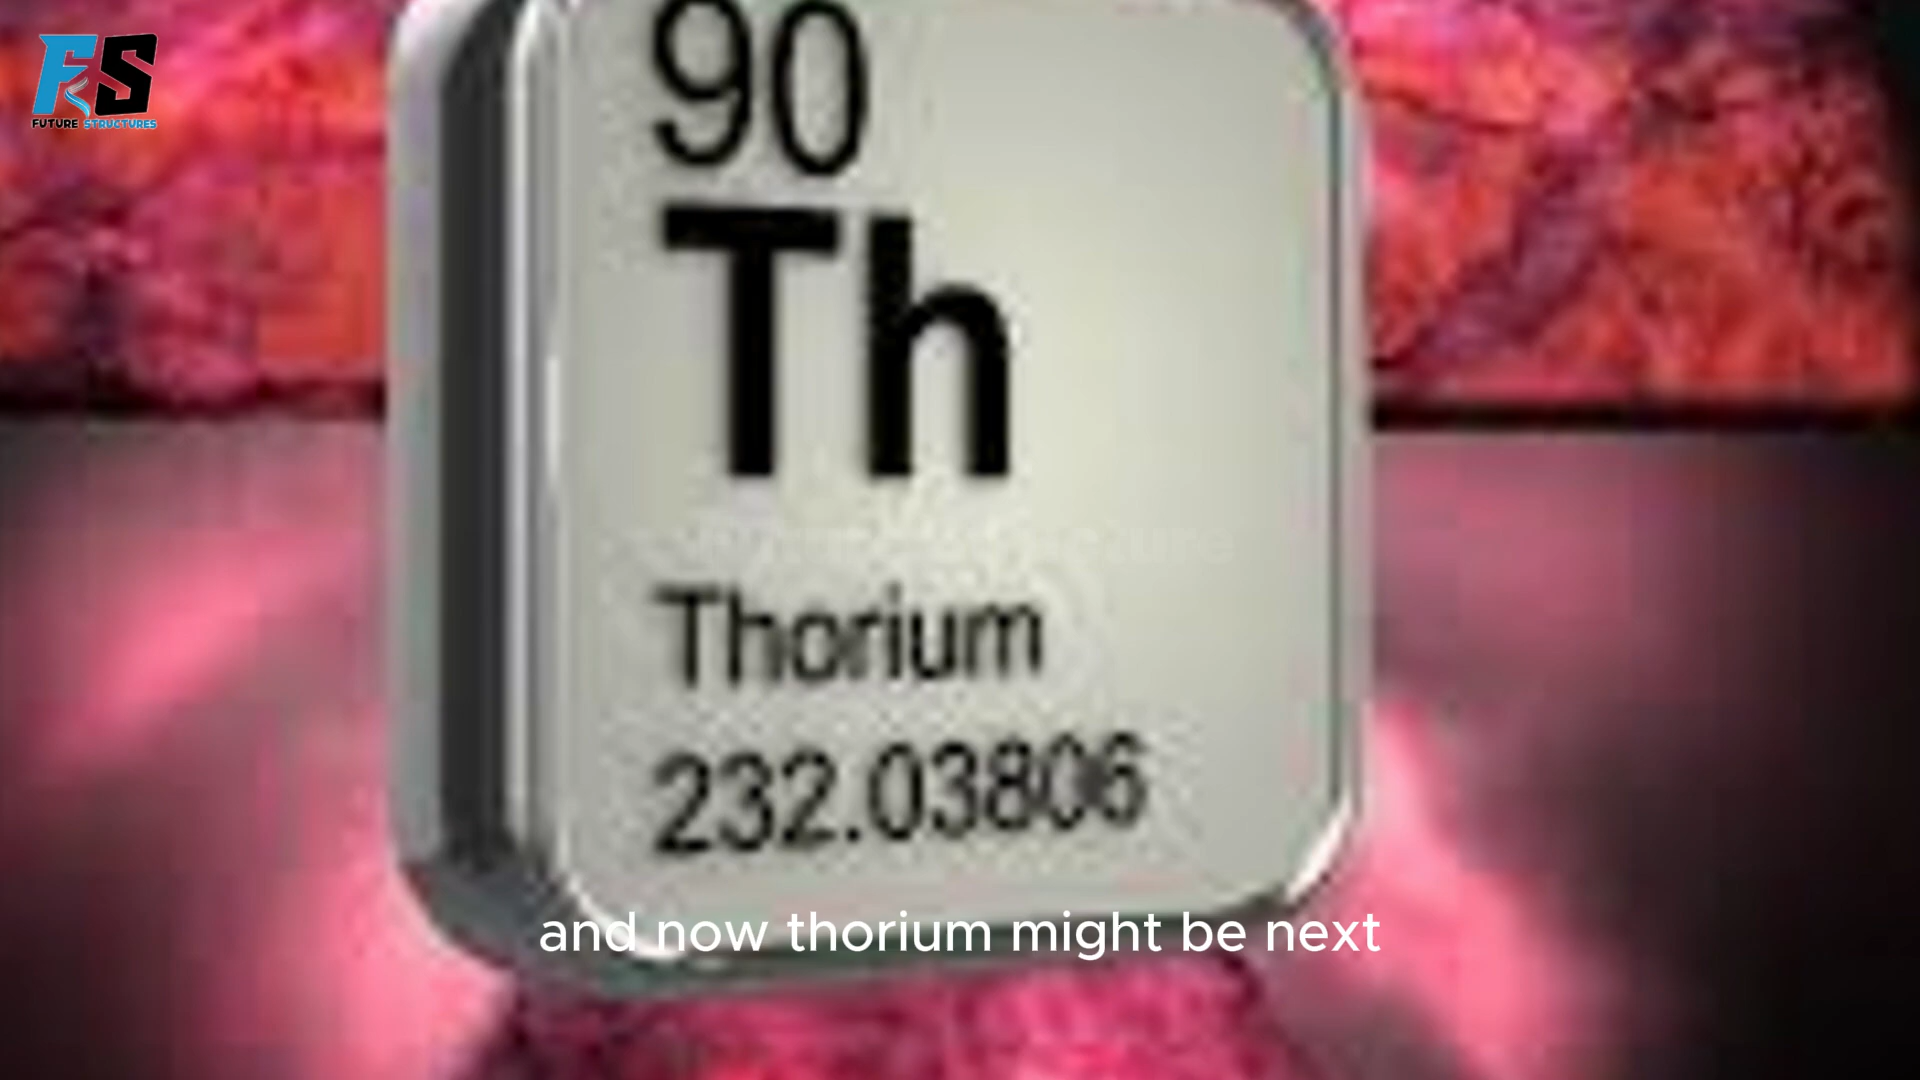 FS
FUTURE STRUCTURES
90
Th
Thorium
232.03806
and now thorium might be next